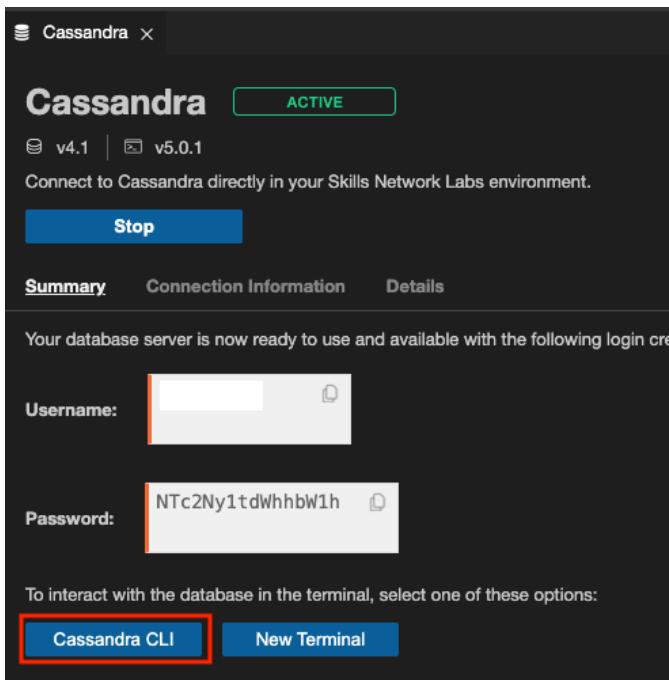 Cassandra
Cassandra ACTIVE
v4.1 v5.0.1
Connect to Cassandra directly in your Skills Network Labs environment.
Stop
Summary Connection Information Details
Your database server is now ready to use and available with the following login cre
Username:
Password: NTc2Ny1tdWhhbW1h
To interact with the database in the terminal, select one of these options:
Cassandra CLI New Terminal